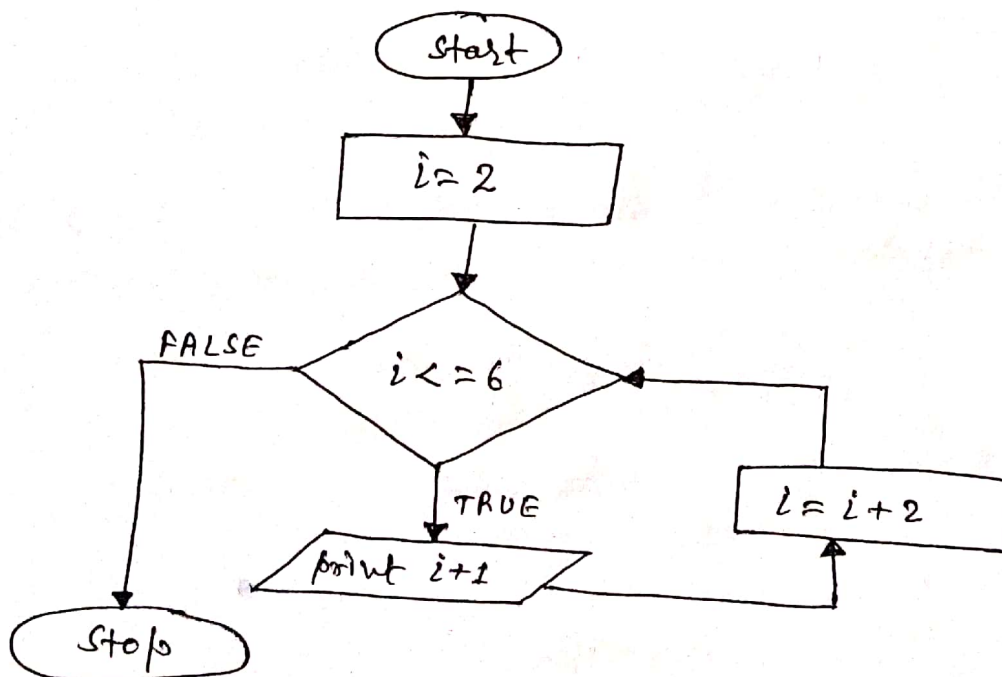 Start
i = 2
FALSE
i <= 6
TRUE
i = i + 2
print i+1
Stop